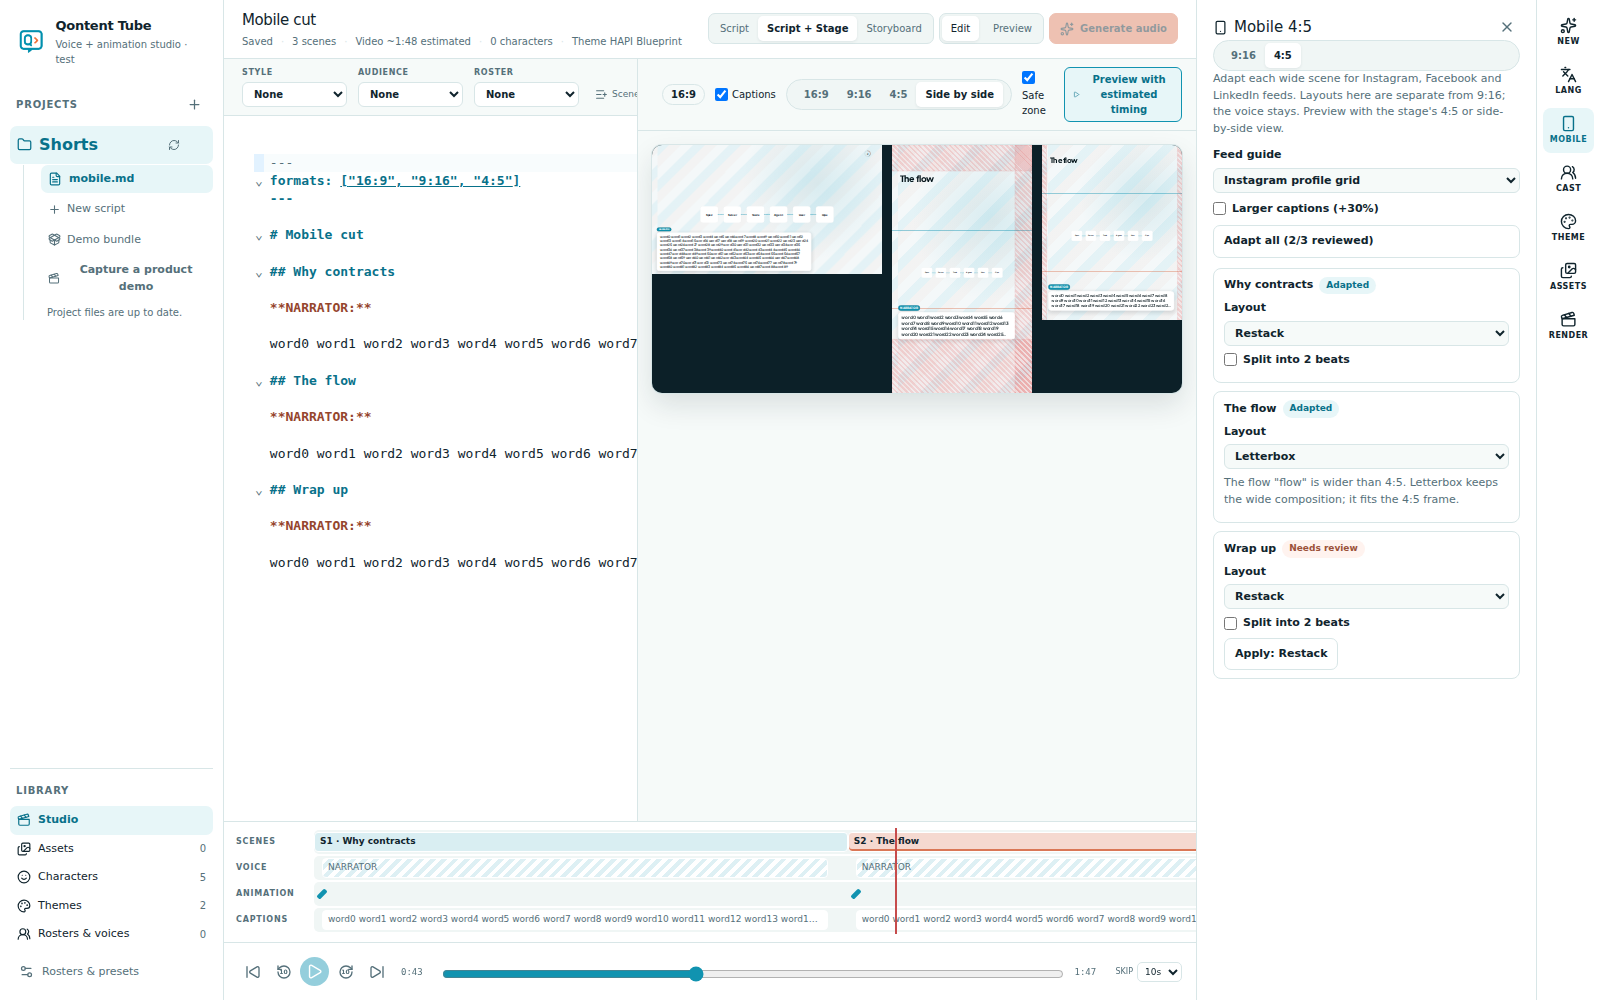 Qontent Tube
Voice + animation studio ·
test
PROJECTS
Shorts
mobile.md
New script
Demo bundle
Capture a product
demo
Project files are up to date.
LIBRARY
Studio
Assets 0
Characters 5
Themes 2
Rosters & voices 0
Rosters & presets
Mobile cut
Saved · 3 scenes · Video ~1:48 estimated · 0 characters · Theme HAPI Blueprint
Script Script + Stage Storyboard
Edit Preview
Generate audio
STYLE AUDIENCE ROSTER
None None None Scene
---
formats: ["16:9", "9:16", "4:5"]
---
# Mobile cut
## Why contracts
**NARRATOR:**
word0 word1 word2 word3 word4 word5 word6 word7
## The flow
**NARRATOR:**
word0 word1 word2 word3 word4 word5 word6 word7
## Wrap up
**NARRATOR:**
word0 word1 word2 word3 word4 word5 word6 word7
16:9 Captions 16:9 9:16 4:5 Side by side
Safe
zone
Preview with
estimated
timing
The flow
The flow
Mobile 4:5
9:16 4:5
Adapt each wide scene for Instagram, Facebook and
LinkedIn feeds. Layouts here are separate from 9:16;
the voice stays. Preview with the stage's 4:5 or side-
by-side view.
Feed guide
Instagram profile grid
Larger captions (+30%)
Adapt all (2/3 reviewed)
Why contracts Adapted
Layout
Restack
Split into 2 beats
The flow Adapted
Layout
Letterbox
The flow "flow" is wider than 4:5. Letterbox keeps
the wide composition; it fits the 4:5 frame.
Wrap up Needs review
Layout
Restack
Split into 2 beats
Apply: Restack
NEW
LANG
MOBILE
CAST
THEME
ASSETS
RENDER
SCENES S1 · Why contracts S2 · The flow
VOICE NARRATOR NARRATOR
ANIMATION
CAPTIONS word0 word1 word2 word3 word4 word5 word6 word7 word8 word9 word10 word11 word12 word13 word1... word0 word1 word2 word3 word4 word5 word6 word7 word8 word9 word1
10 10 0:43 1:47 SKIP 10s